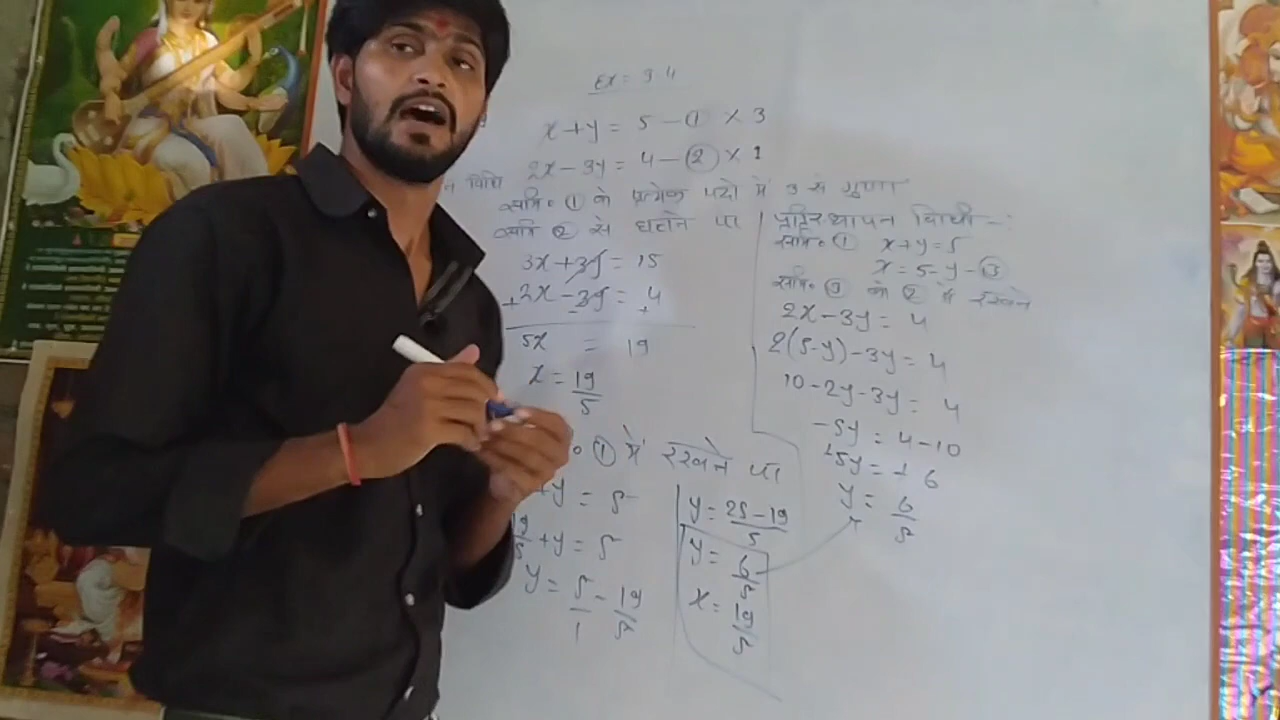 Ex = 3.4
x + y = 5 - ① × 3
2x - 3y = 4 - ② × 1
न विधि
समी० ① के प्रत्येक पदों में 3 से गुणा
समी० ② से घटाने पर
3x + 3y = 15
2x - 3y = 4
5x = 19
x = 19/5
० ① में रखने पर
+y = 5
19/5 + y = 5
y = 5/1 - 19/5
y = 25 - 19/5
y = 6/5
x = 19/5
प्रतिस्थापन विधी -:
समी० ① x + y = 5
x = 5 - y - ③
समी० ③ को ② में रखने
2x - 3y = 4
2(5 - y) - 3y = 4
10 - 2y - 3y = 4
-5y = 4 - 10
+5y = + 6
y = 6/5